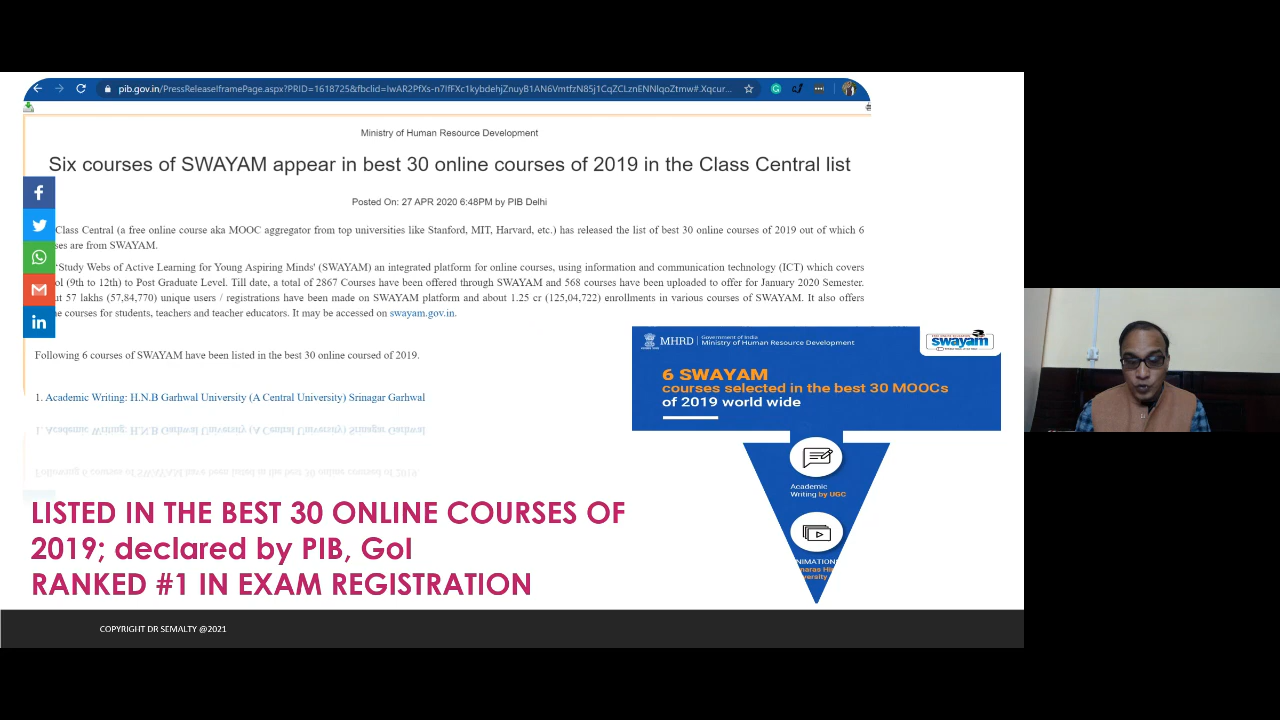 pib.gov.in/PressReleaseIframePage.aspx?PRID=1618725&fbclid=IwAR2PfXs-n7IfFXc1kybdehjZnuyB1AN6VmtfzN85j1CqZCLznENNlqoZtmw#.Xqcur...
Ministry of Human Resource Development
Six courses of SWAYAM appear in best 30 online courses of 2019 in the Class Central list
Posted On: 27 APR 2020 6:48PM by PIB Delhi
Class Central (a free online course aka MOOC aggregator from top universities like Stanford, MIT, Harvard, etc.) has released the list of best 30 online courses of 2019 out of which 6
are from SWAYAM.
'Study Webs of Active Learning for Young Aspiring Minds' (SWAYAM) an integrated platform for online courses, using information and communication technology (ICT) which covers
(9th to 12th) to Post Graduate Level. Till date, a total of 2867 Courses have been offered through SWAYAM and 568 courses have been uploaded to offer for January 2020 Semester.
57 lakhs (57,84,770) unique users / registrations have been made on SWAYAM platform and about 1.25 cr (125,04,722) enrollments in various courses of SWAYAM. It also offers
courses for students, teachers and teacher educators. It may be accessed on swayam.gov.in.
Following 6 courses of SWAYAM have been listed in the best 30 online coursed of 2019.
1. Academic Writing: H.N.B Garhwal University (A Central University) Srinagar Garhwal
MHRD
Government of India
Ministry of Human Resource Development
swayam
6 SWAYAM
courses selected in the best 30 MOOCs
of 2019 world wide
Academic
Writing by UGC
LISTED IN THE BEST 30 ONLINE COURSES OF
2019; declared by PIB, GoI
RANKED #1 IN EXAM REGISTRATION
COPYRIGHT DR SEMALTY @2021